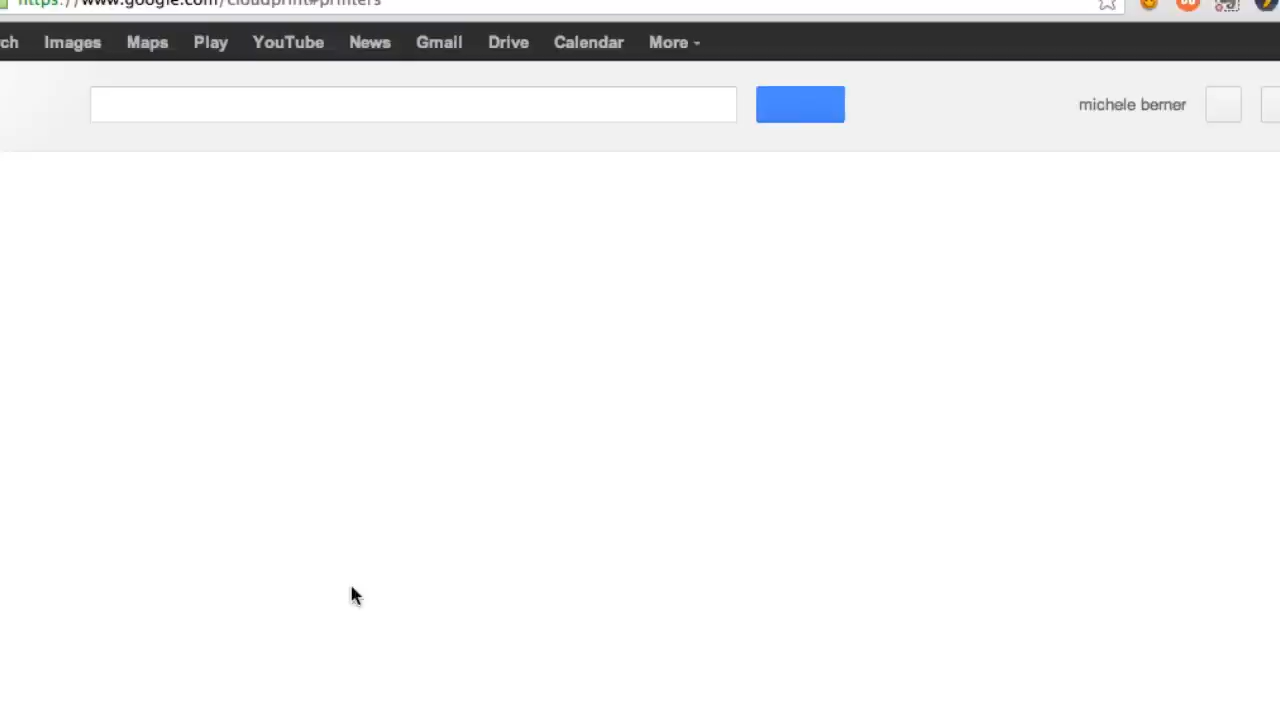 https://www.google.com/cloudprint#printers
ch Images Maps Play YouTube News Gmail Drive Calendar More
michele berner